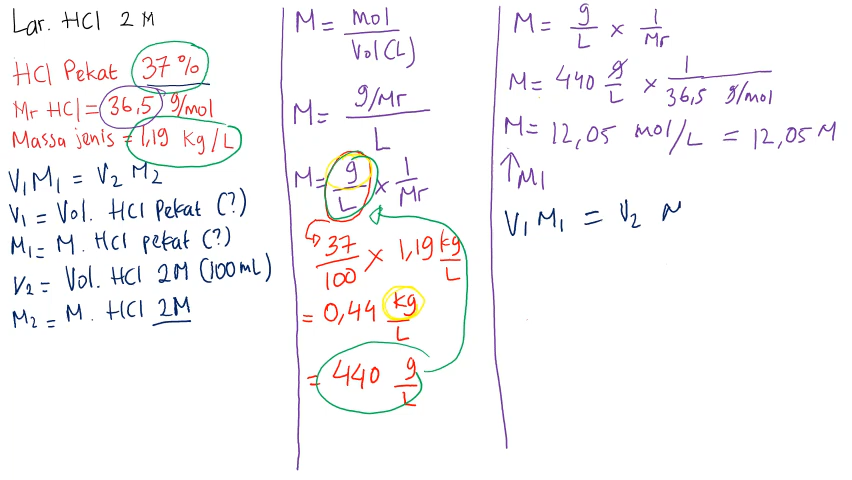 Lar. HCl 2 M
HCl Pekat 37%
Mr HCl = 36,5 g/mol
Massa jenis = 1,19 Kg/L
V₁M₁ = V₂ M₂
V₁ = Vol. HCl Pekat (?)
M₁ = M. HCl pekat (?)
V₂ = Vol. HCl 2M (100 mL)
M₂ = M. HCl 2M
M = mol / Vol (L)
M = g/Mr / L
M = g/L × 1/Mr
37/100 × 1,19 kg/L
= 0,44 kg/L
= 440 g/L
M = g/L × 1/Mr
M = 440 g/L × 1/36,5 g/mol
M = 12,05 mol/L = 12,05 M
↑ M1
V₁ M₁ = V₂